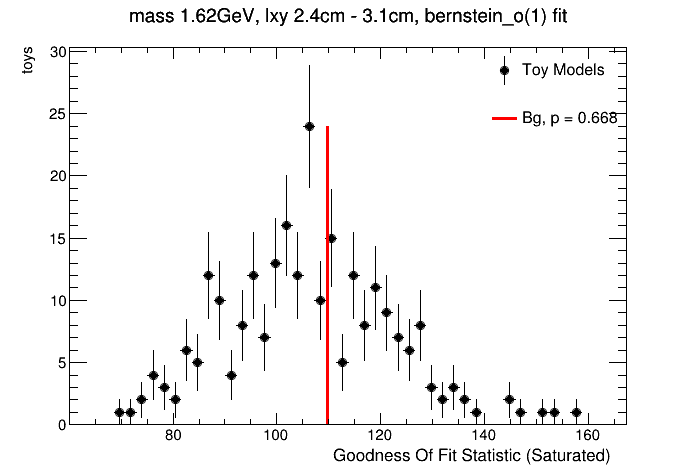 mass 1.62GeV, lxy 2.4cm - 3.1cm, bernstein_o(1) fit
toys
30
25
20
15
10
5
0
Toy Models
Bg, p = 0.668
80 100 120 140 160
Goodness Of Fit Statistic (Saturated)